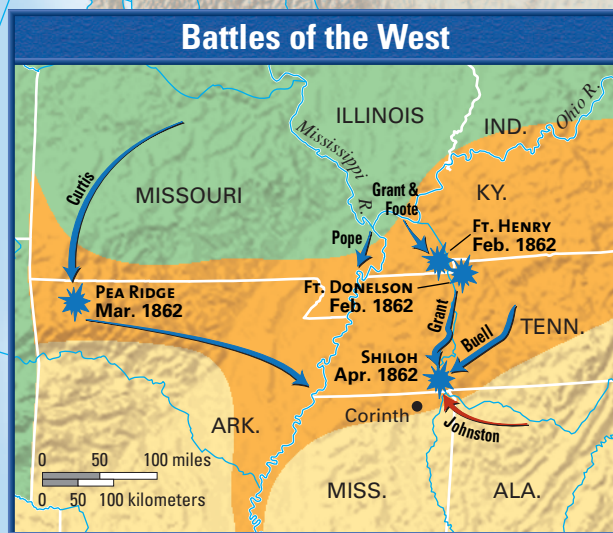 Battles of the West
ILLINOIS
IND.
Ohio R.
Mississippi
R.
MISSOURI
Curtis
Grant &
Foote
KY.
Pope
FT. HENRY
Feb. 1862
FT. DONELSON
Feb. 1862
PEA RIDGE
Mar. 1862
Grant
Buell
TENN.
SHILOH
Apr. 1862
Corinth
Johnston
ARK.
MISS.
ALA.
0 50 100 miles
0 50 100 kilometers